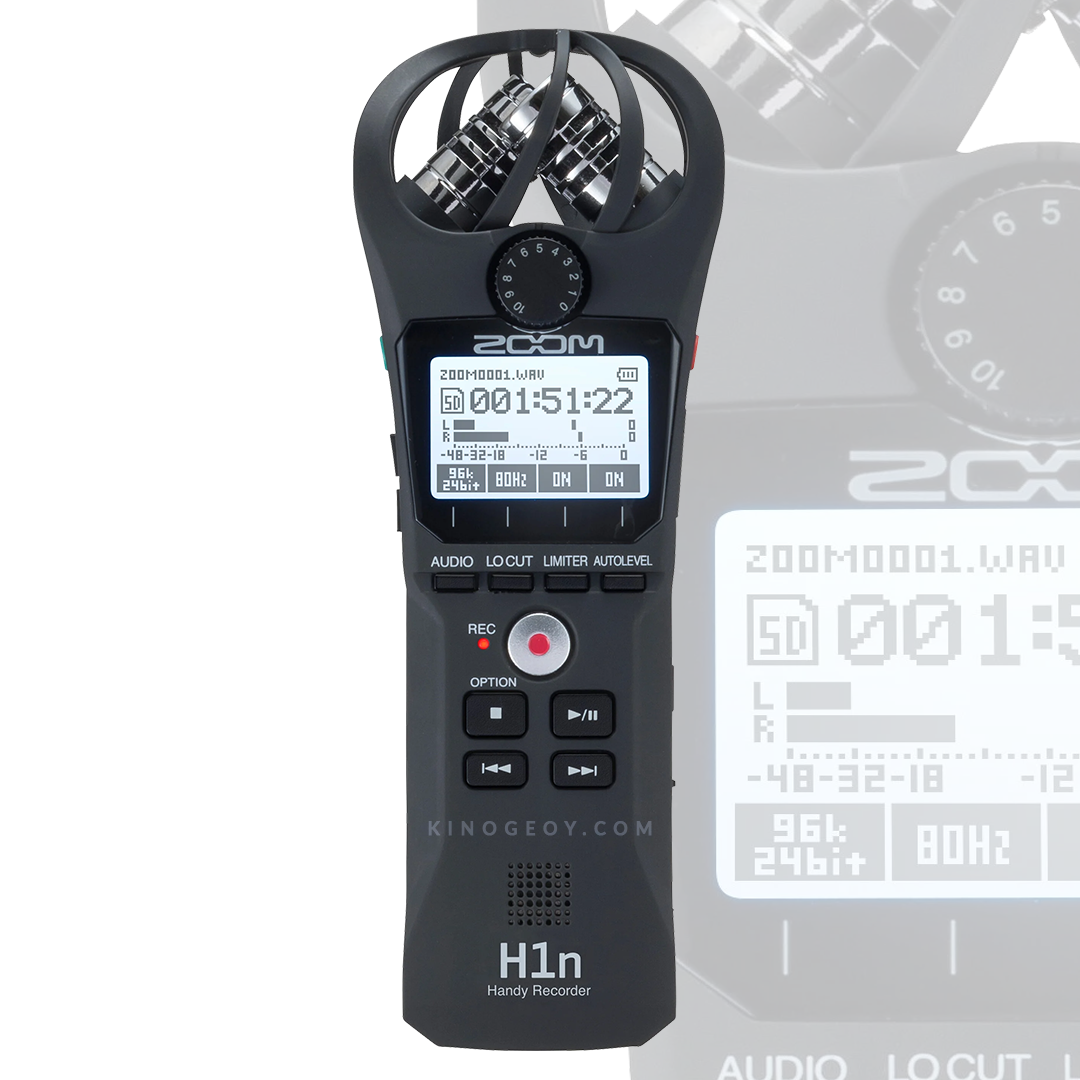 5 4 3 2 1 0
6 7 8 9 10
ZOOM
ZOOM0001.WAV
SD 001:51:22
L 0
R 0
-48-32-18 -12 -6 0
96k 24bit 80Hz ON ON
AUDIO LO CUT LIMITER AUTOLEVEL
REC
OPTION
KINOGEOY.COM
H1n
Handy Recorder
5
6
7
8
9
10
ZOO
ZOOM0001.WAV
SD 001:5
L
R
-48-32-18 -12
96k 24bit 80Hz
AUDIO LO CUT L